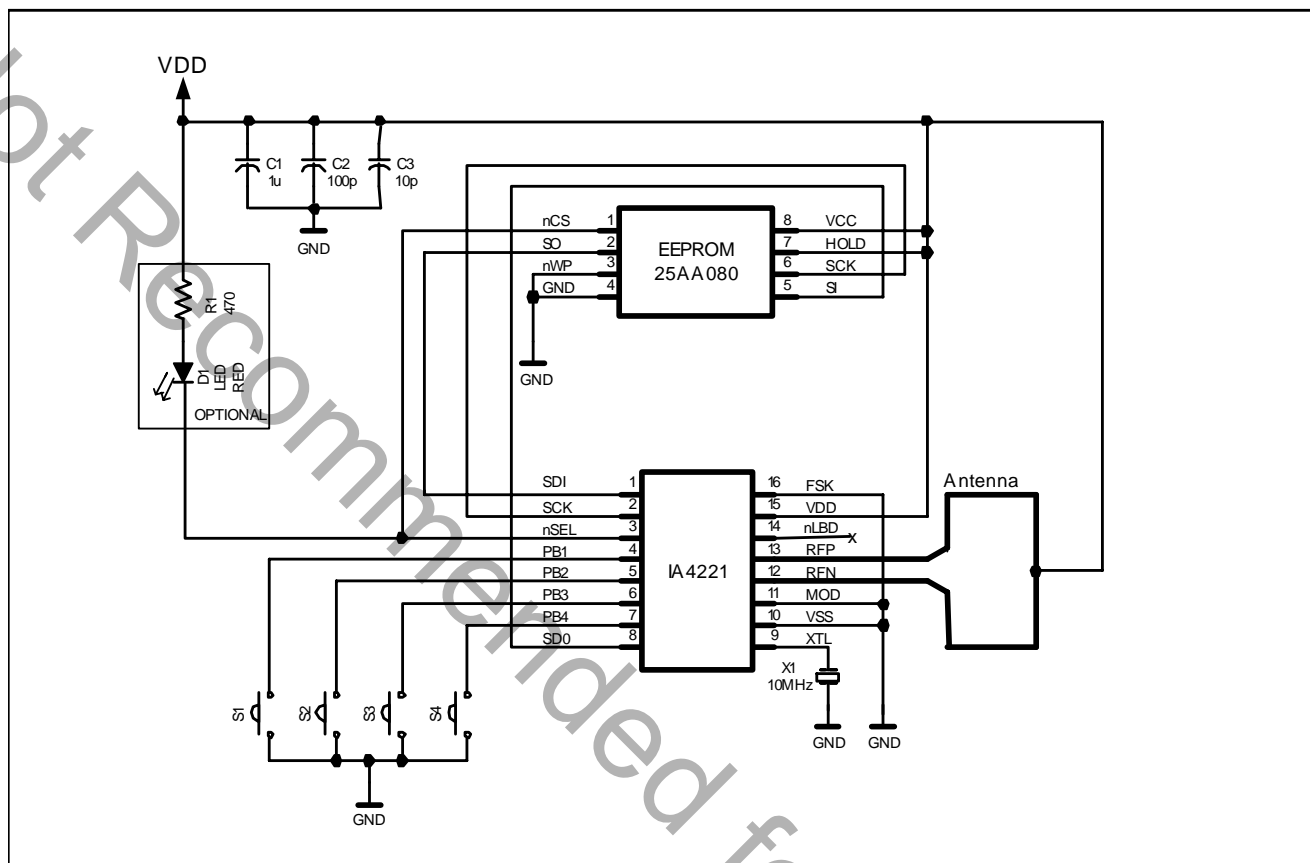 VDD
C1
1u
C2
100p
C3
10p
GND
R1
470
D1
LED
RED
OPTIONAL
nCS
SO
nWP
GND
1
2
3
4
EEPROM
25AA080
8
7
6
5
VCC
HOLD
SCK
SI
GND
SDI
SCK
nSEL
PB1
PB2
PB3
PB4
SD0
1
2
3
4
5
6
7
8
IA4221
16
15
14
13
12
11
10
9
FSK
VDD
nLBD
x
RFP
RFN
MOD
VSS
XTL
Antenna
X1
10MHz
GND
GND
S1
S2
S3
S4
GND
ot Recommended fo